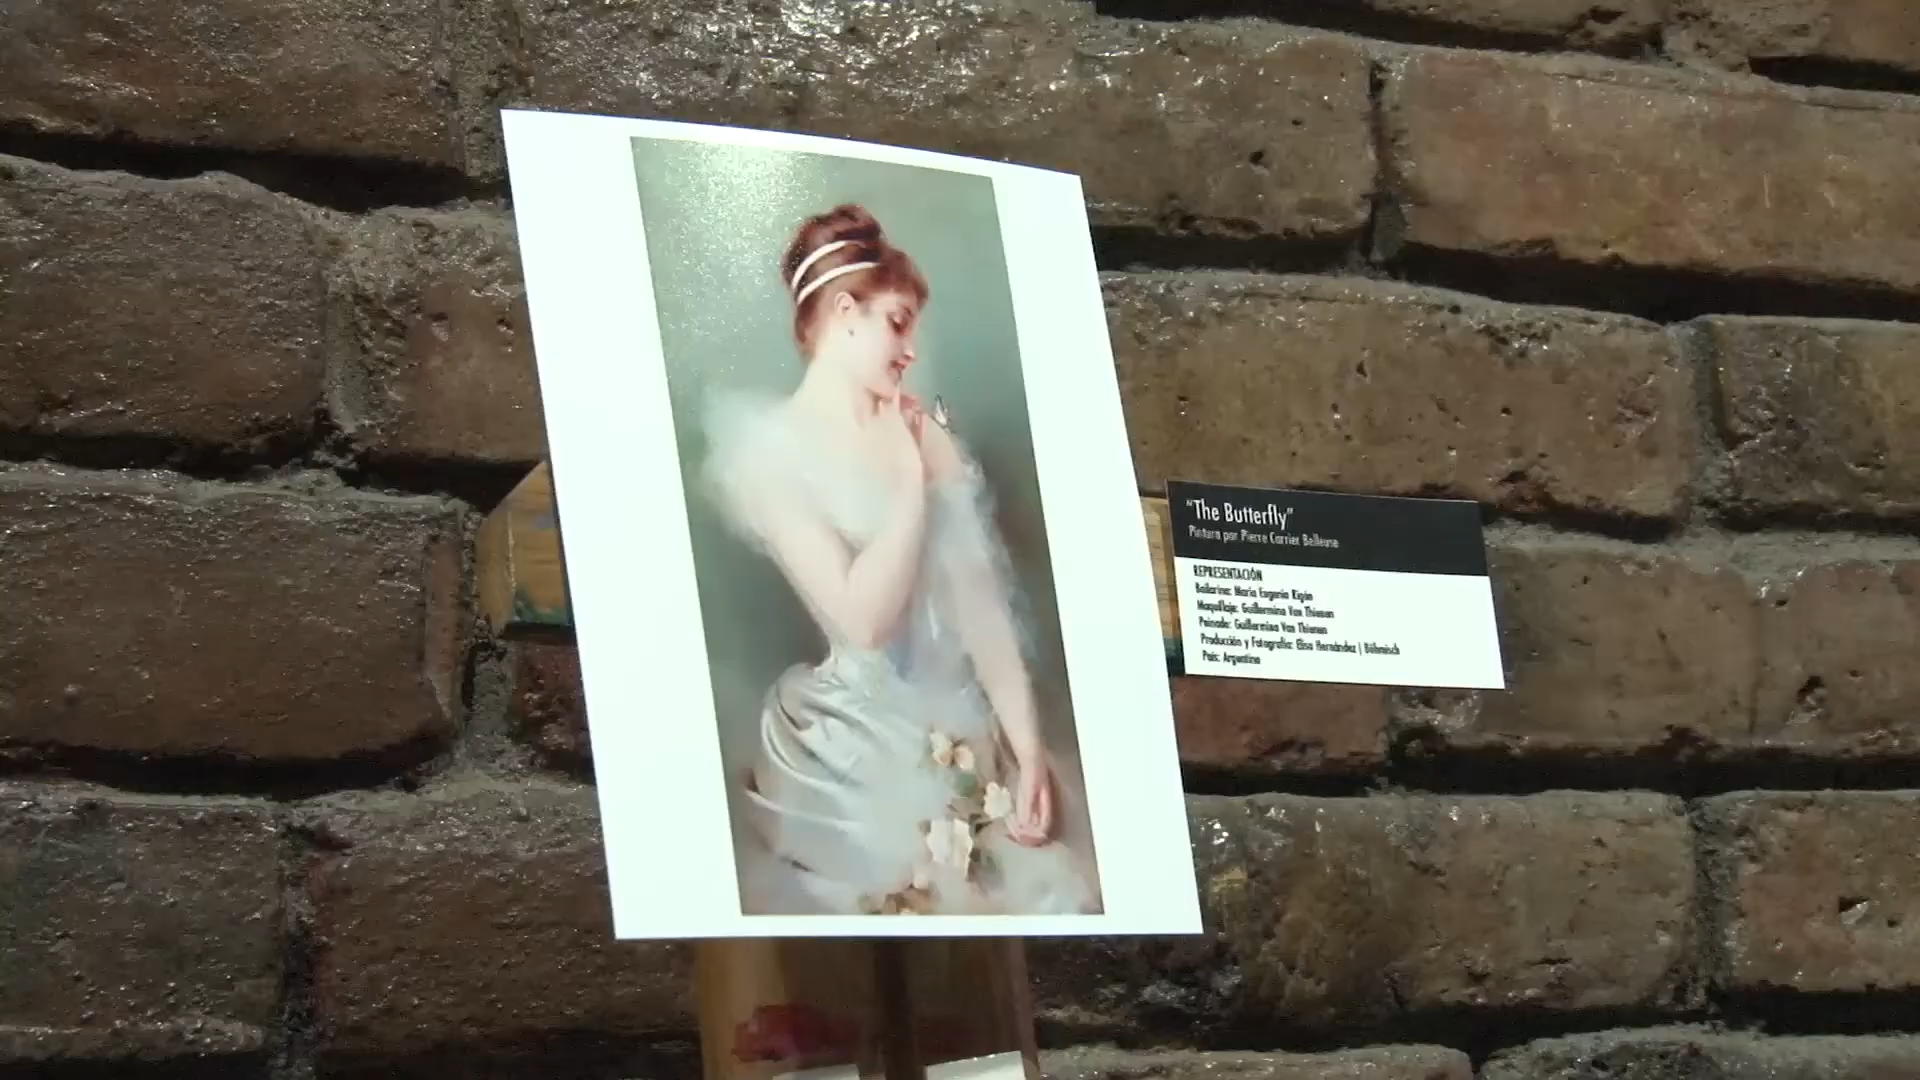 "The Butterfly"
Pintura por Pierre Carrier Belleuse
REPRESENTACIÓN
Bailarina: María Eugenia Rigón
Maquillaje: Guillermina Van Thienen
Peinado: Guillermina Van Thienen
Producción y Fotografía: Elisa Hernández | Böhmisch
País: Argentina